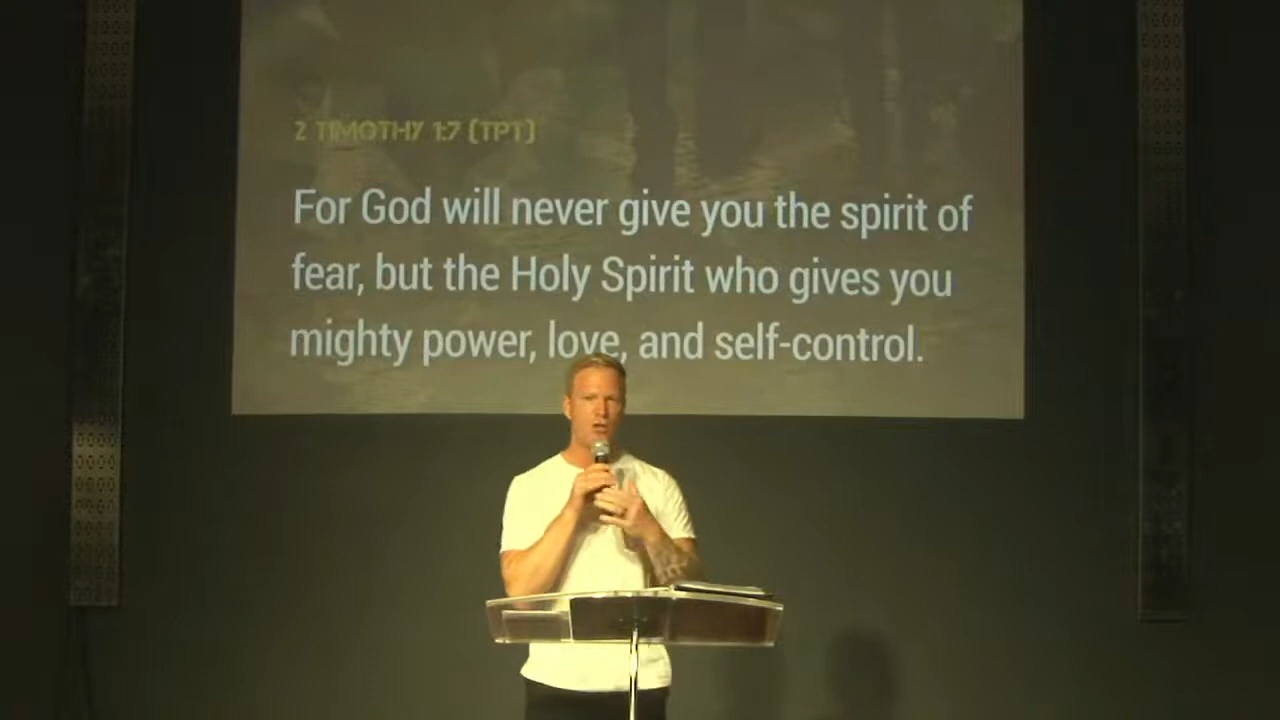 2 TIMOTHY 1:7 (TPT)
For God will never give you the spirit of
fear, but the Holy Spirit who gives you
mighty power, love, and self-control.